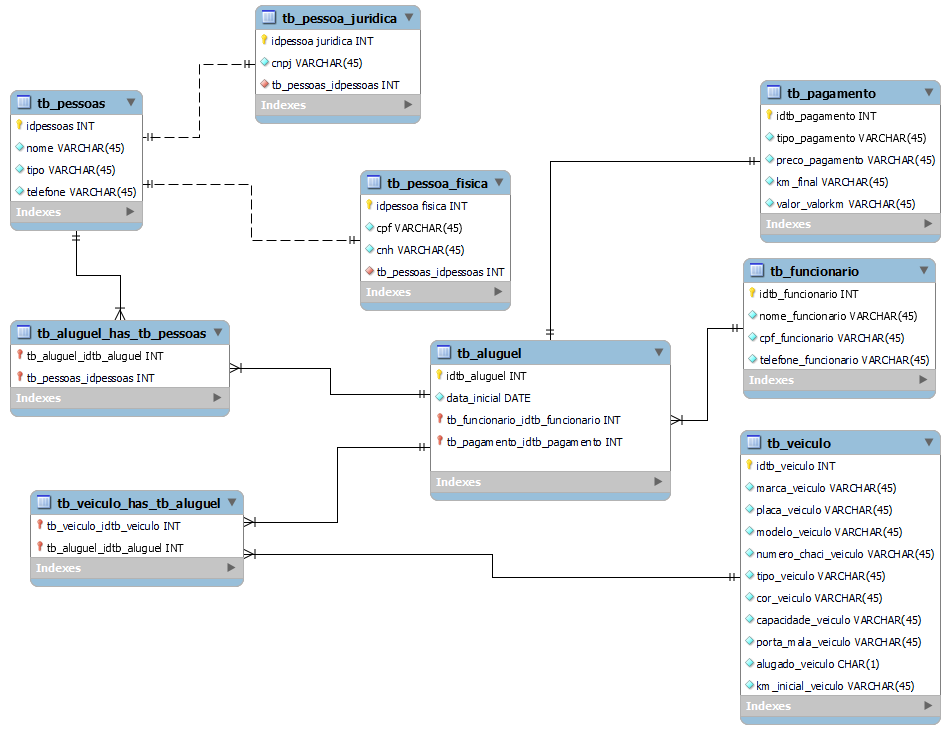 tb_pessoa_juridica
idpessoa juridica INT
cnpj VARCHAR(45)
tb_pessoas_idpessoas INT
Indexes
tb_pessoas
idpessoas INT
nome VARCHAR(45)
tipo VARCHAR(45)
telefone VARCHAR(45)
Indexes
tb_pagamento
idtb_pagamento INT
tipo_pagamento VARCHAR(45)
preco_pagamento VARCHAR(45)
km_final VARCHAR(45)
valor_valorkm VARCHAR(45)
Indexes
tb_pessoa_fisica
idpessoa fisica INT
cpf VARCHAR(45)
cnh VARCHAR(45)
tb_pessoas_idpessoas INT
Indexes
tb_funcionario
idtb_funcionario INT
nome_funcionario VARCHAR(45)
cpf_funcionario VARCHAR(45)
telefone_funcionario VARCHAR(45)
Indexes
tb_aluguel_has_tb_pessoas
tb_aluguel_idtb_aluguel INT
tb_pessoas_idpessoas INT
Indexes
tb_aluguel
idtb_aluguel INT
data_inicial DATE
tb_funcionario_idtb_funcionario INT
tb_pagamento_idtb_pagamento INT
Indexes
tb_veiculo
idtb_veiculo INT
marca_veiculo VARCHAR(45)
placa_veiculo VARCHAR(45)
modelo_veiculo VARCHAR(45)
numero_chaci_veiculo VARCHAR(45)
tipo_veiculo VARCHAR(45)
cor_veiculo VARCHAR(45)
capacidade_veiculo VARCHAR(45)
porta_mala_veiculo VARCHAR(45)
alugado_veiculo CHAR(1)
km_inicial_veiculo VARCHAR(45)
Indexes
tb_veiculo_has_tb_aluguel
tb_veiculo_idtb_veiculo INT
tb_aluguel_idtb_aluguel INT
Indexes